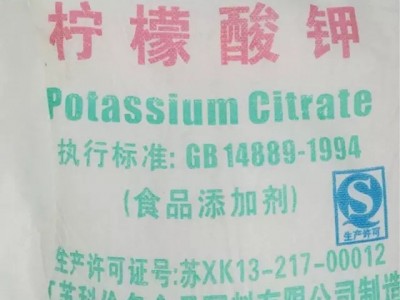 柠檬酸钾
Potassium Citrate
执行标准: GB 14889-1994
(食品添加剂)
生产许可
生产许可证号:苏XK13-217-00012